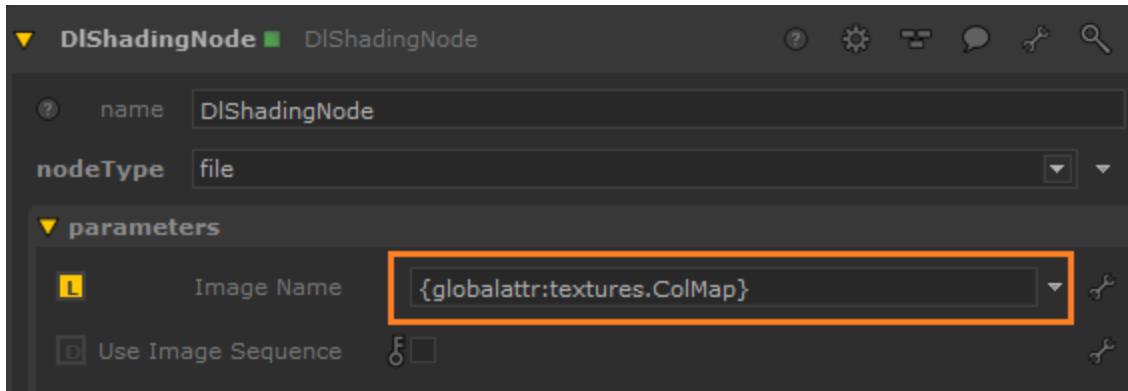 DlShadingNode DlShadingNode
name DlShadingNode
nodeType file
parameters
L Image Name {globalattr:textures.ColMap}
D Use Image Sequence